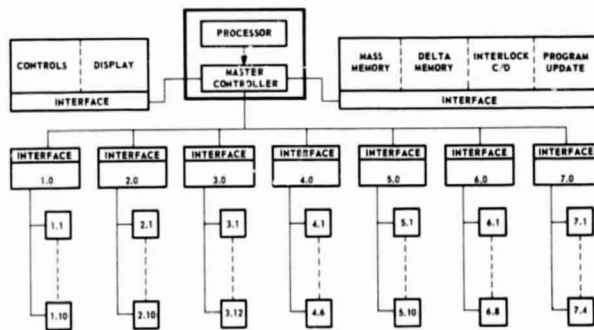 PROCESSOR
MASTER
CONTROLLER
CONTROLS DISPLAY
INTERFACE
MASS
MEMORY
DELTA
MEMORY
INTERLOCK
C/O
PROGRAM
UPDATE
INTERFACE
INTERFACE
1.0
INTERFACE
2.0
INTERFACE
3.0
INTERFACE
4.0
INTERFACE
5.0
INTERFACE
6.0
INTERFACE
7.0
1.1 2.1 3.1 4.1 5.1 6.1 7.1
1.10 2.10 3.12 4.6 5.10 6.8 7.4